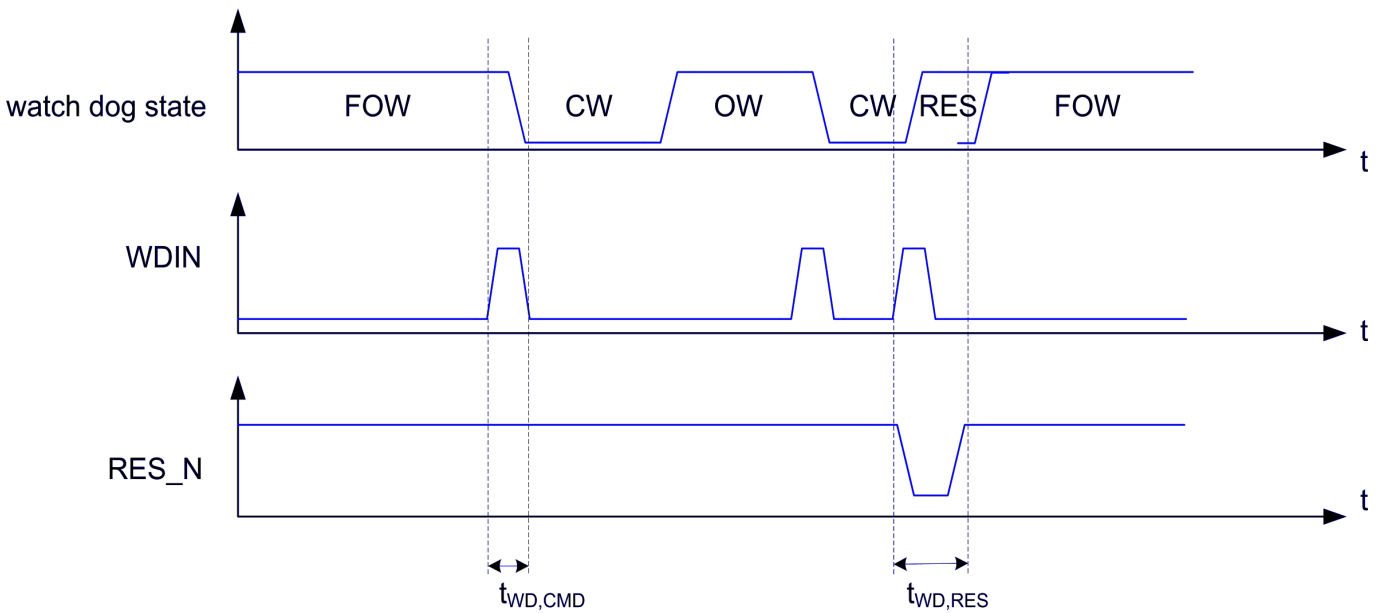 watch dog state FOW CW OW CW RES FOW
t
WDIN
t
RES_N
t
tWD,CMD tWD,RES